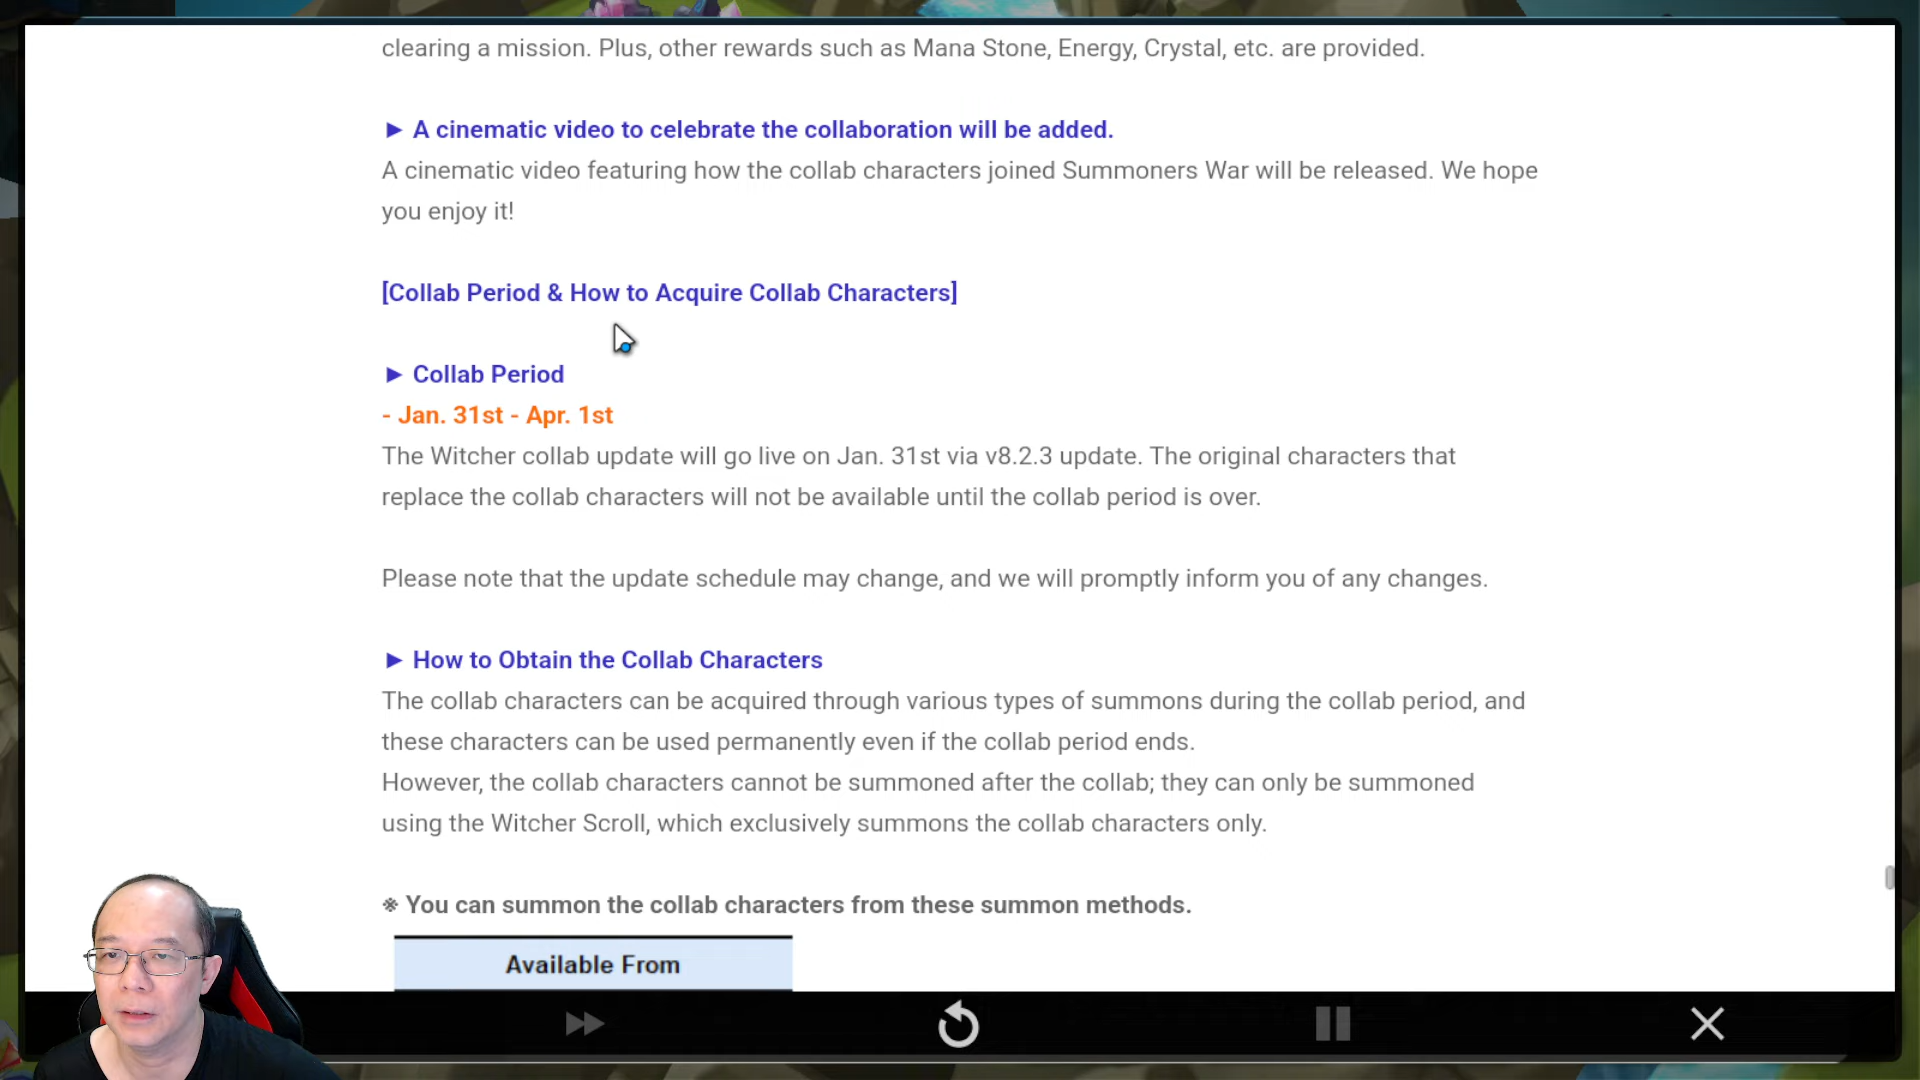 clearing a mission. Plus, other rewards such as Mana Stone, Energy, Crystal, etc. are provided.
► A cinematic video to celebrate the collaboration will be added.
A cinematic video featuring how the collab characters joined Summoners War will be released. We hope
you enjoy it!
[Collab Period & How to Acquire Collab Characters]
► Collab Period
- Jan. 31st - Apr. 1st
The Witcher collab update will go live on Jan. 31st via v8.2.3 update. The original characters that
replace the collab characters will not be available until the collab period is over.
Please note that the update schedule may change, and we will promptly inform you of any changes.
► How to Obtain the Collab Characters
The collab characters can be acquired through various types of summons during the collab period, and
these characters can be used permanently even if the collab period ends.
However, the collab characters cannot be summoned after the collab; they can only be summoned
using the Witcher Scroll, which exclusively summons the collab characters only.
※ You can summon the collab characters from these summon methods.
Available From